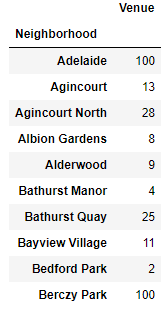 Venue
Neighborhood
Adelaide 100
Agincourt 13
Agincourt North 28
Albion Gardens 8
Alderwood 9
Bathurst Manor 4
Bathurst Quay 25
Bayview Village 11
Bedford Park 2
Berczy Park 100